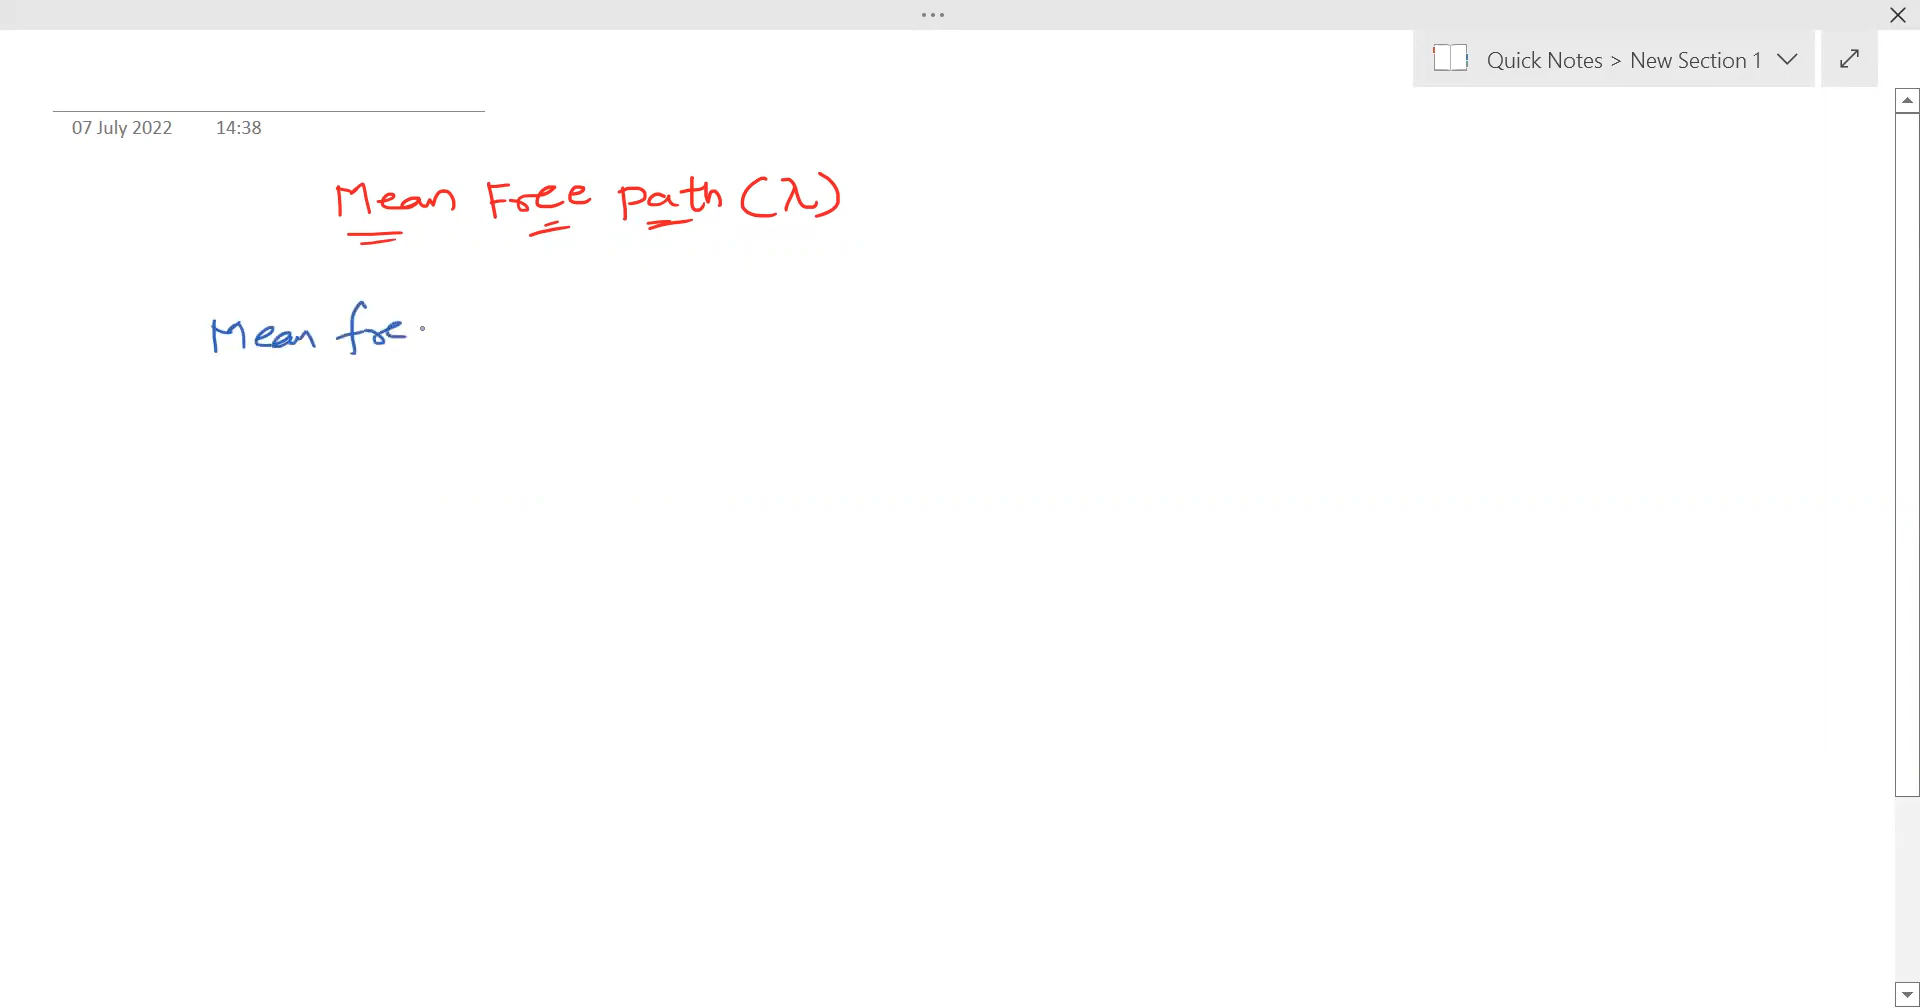 Quick Notes > New Section 1
07 July 2022 14:38
Mean Free path (λ)
Mean fre